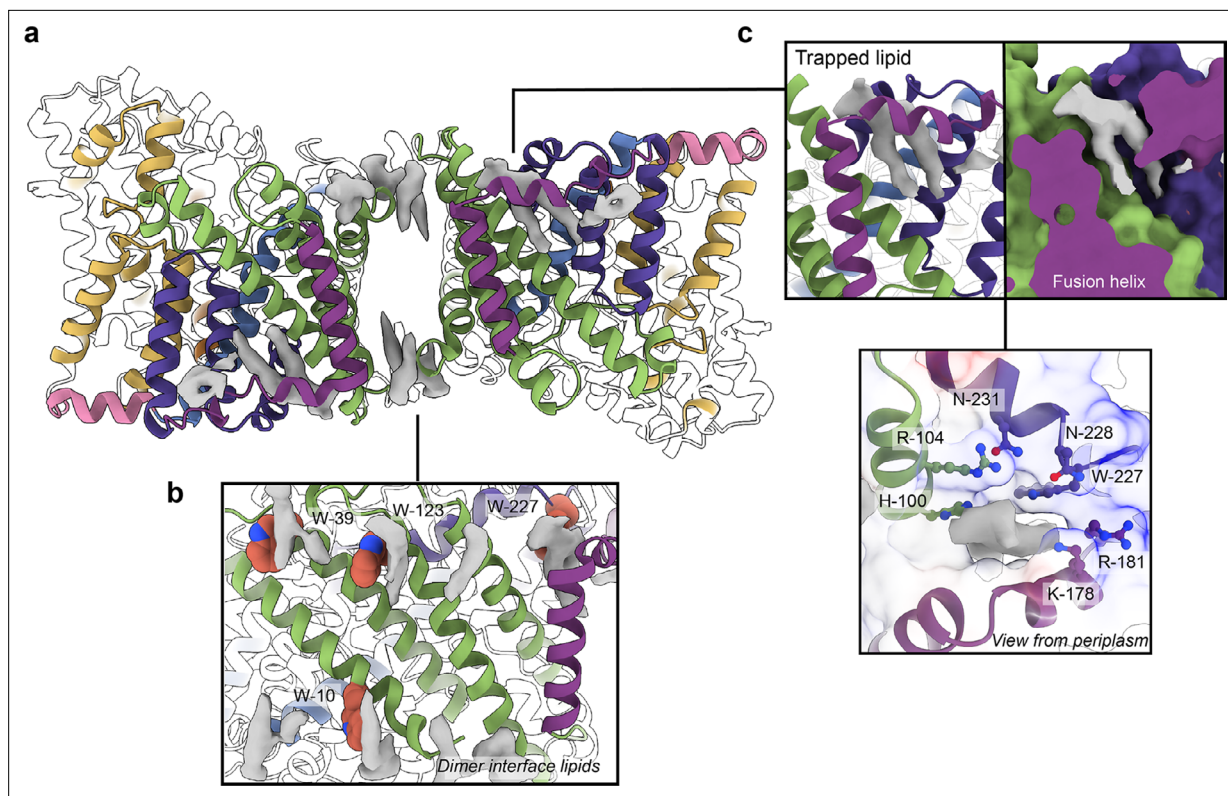 a
c
Trapped lipid
Fusion helix
N-231
R-104
N-228
W-227
H-100
R-181
K-178
View from periplasm
b
W-39
W-123
W-227
W-10
Dimer interface lipids